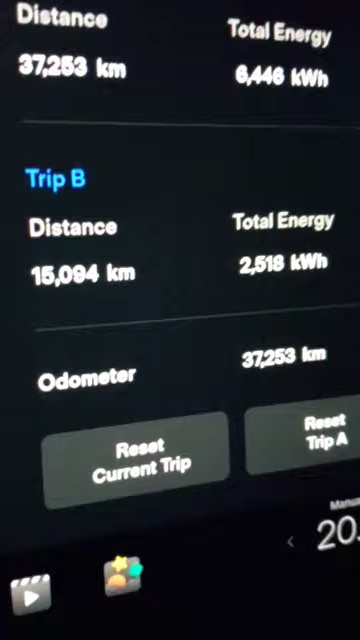 Distance Total Energy
37,253 km 6,446 kWh
Trip B
Distance Total Energy
15,094 km 2,518 kWh
Odometer 37,253 km
Reset
Current Trip
Reset
Trip A
20.